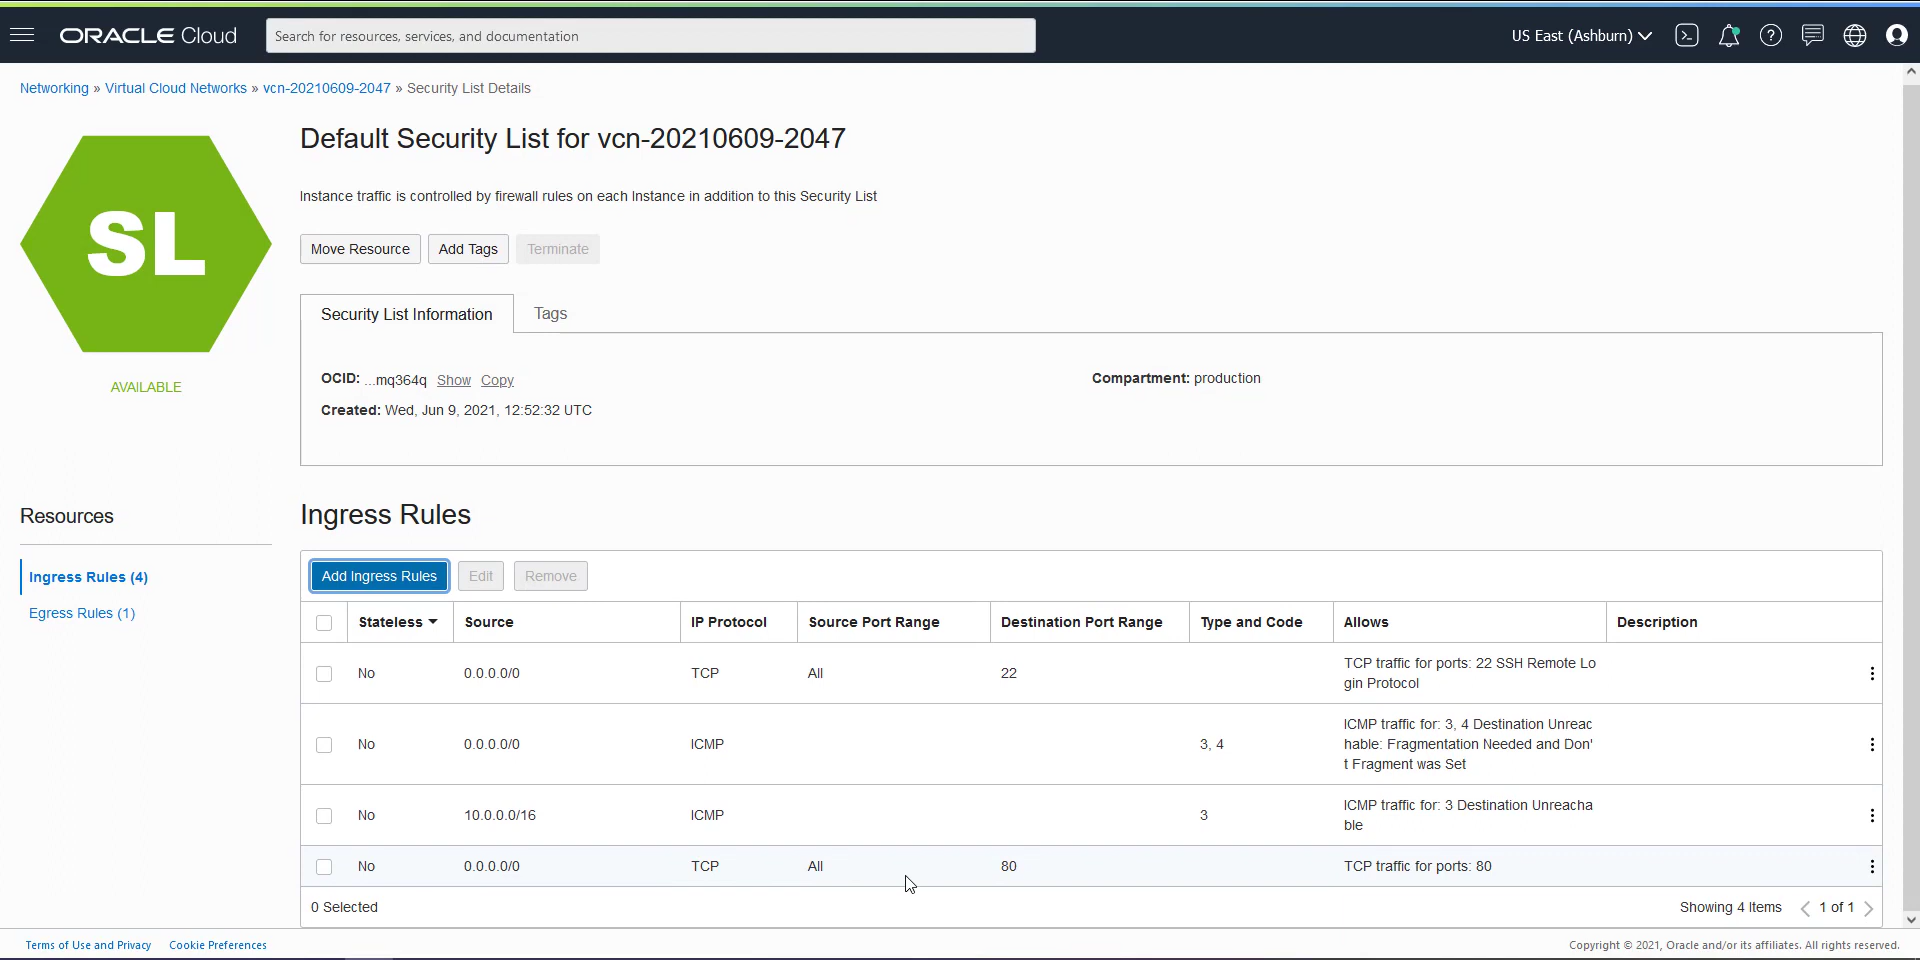 ORACLE Cloud
Search for resources, services, and documentation
US East (Ashburn)
Networking » Virtual Cloud Networks » vcn-20210609-2047 » Security List Details
SL
AVAILABLE
Default Security List for vcn-20210609-2047
Instance traffic is controlled by firewall rules on each Instance in addition to this Security List
Move Resource Add Tags Terminate
Security List Information Tags
OCID: ...mq364q Show Copy
Compartment: production
Created: Wed, Jun 9, 2021, 12:52:32 UTC
Resources
Ingress Rules (4)
Egress Rules (1)
Ingress Rules
Add Ingress Rules Edit Remove
Stateless Source IP Protocol Source Port Range Destination Port Range Type and Code Allows Description
No 0.0.0.0/0 TCP All 22 TCP traffic for ports: 22 SSH Remote Lo
gin Protocol
No 0.0.0.0/0 ICMP 3, 4 ICMP traffic for: 3, 4 Destination Unreac
hable: Fragmentation Needed and Don'
t Fragment was Set
No 10.0.0.0/16 ICMP 3 ICMP traffic for: 3 Destination Unreacha
ble
No 0.0.0.0/0 TCP All 80 TCP traffic for ports: 80
0 Selected
Showing 4 Items 1 of 1
Terms of Use and Privacy Cookie Preferences
Copyright © 2021, Oracle and/or its affiliates. All rights reserved.